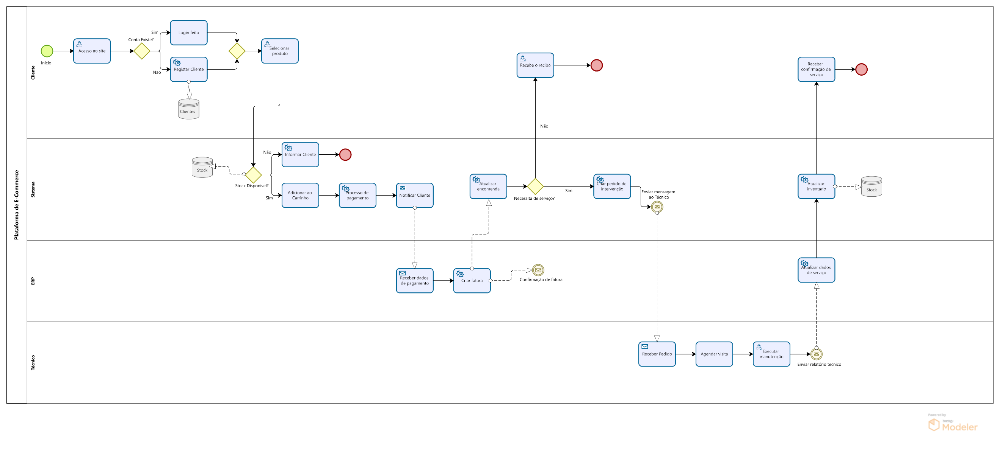 Plataforma de E-Commerce
Cliente
Inicio
Acesso ao site
Conta Existe?
Sim
Não
Login feito
Registar Cliente
Clientes
Selecionar
produto
Recebe o recibo
Não
Receber
confirmação de
serviço
Sistema
Stock
Stock Disponivel?
Não
Sim
Informar Cliente
Adicionar ao
Carrinho
Processo de
pagamento
Notificar Cliente
Atualizar
encomenda
Necessita de serviço?
Sim
Criar pedido de
intervenção
Enviar mensagem
ao Técnico
Atualizar
inventario
Stock
ERP
Receber dados
de pagamento
Criar fatura
Confirmação de fatura
Atualizar dados
de serviço
Técnico
Receber Pedido
Agendar visita
Executar
manutenção
Enviar relatório tecnico
Powered by
bizagi
Modeler